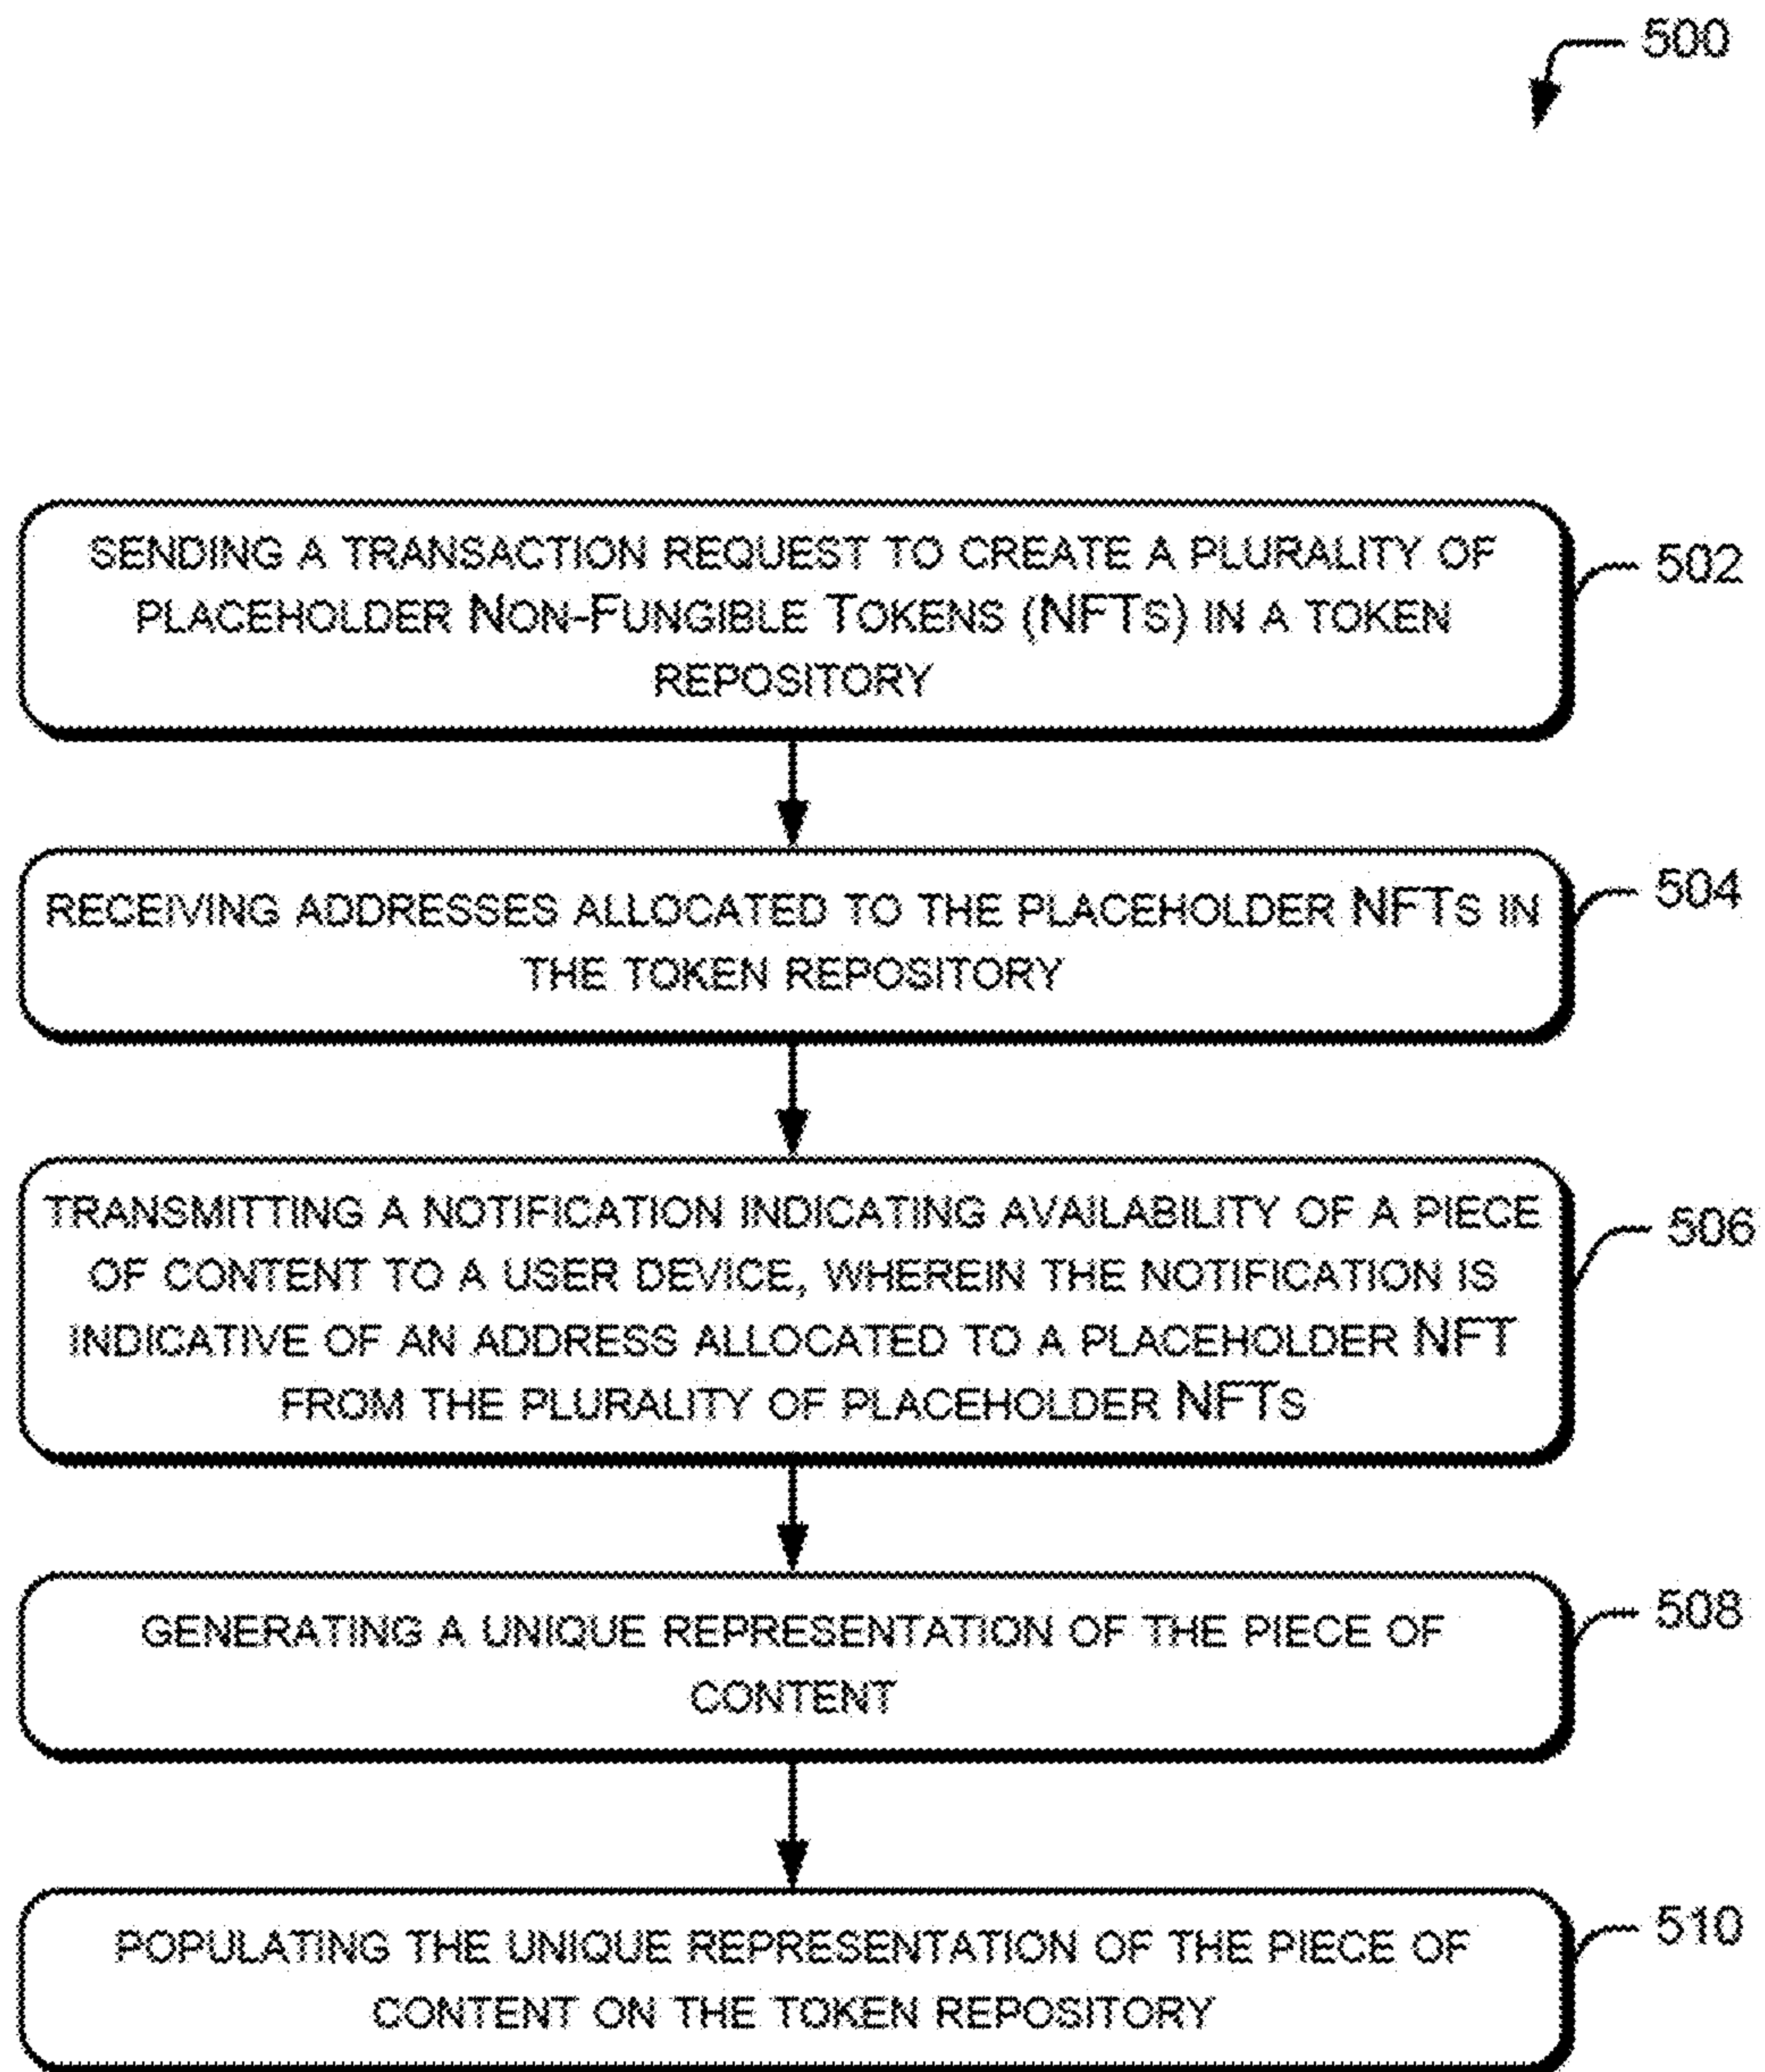 500
SENDING A TRANSACTION REQUEST TO CREATE A PLURALITY OF
PLACEHOLDER NON-FUNGIBLE TOKENS (NFTS) IN A TOKEN
REPOSITORY
502
RECEIVING ADDRESSES ALLOCATED TO THE PLACEHOLDER NFTS IN
THE TOKEN REPOSITORY
504
TRANSMITTING A NOTIFICATION INDICATING AVAILABILITY OF A PIECE
OF CONTENT TO A USER DEVICE, WHEREIN THE NOTIFICATION IS
INDICATIVE OF AN ADDRESS ALLOCATED TO A PLACEHOLDER NFT
FROM THE PLURALITY OF PLACEHOLDER NFTS
506
GENERATING A UNIQUE REPRESENTATION OF THE PIECE OF
CONTENT
508
POPULATING THE UNIQUE REPRESENTATION OF THE PIECE OF
CONTENT ON THE TOKEN REPOSITORY
510